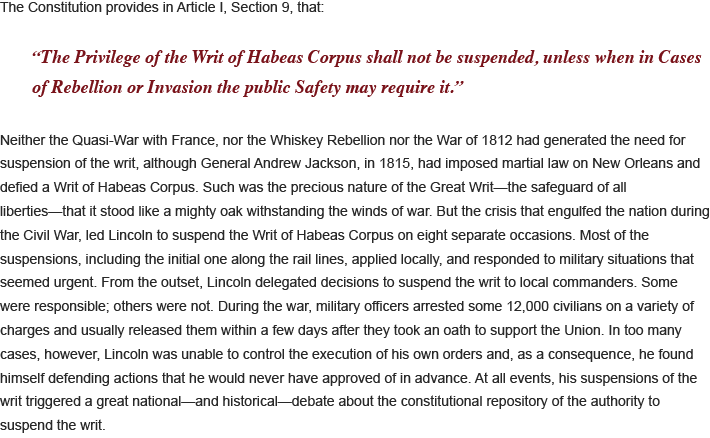 The Constitution provides in Article I, Section 9, that:
“The Privilege of the Writ of Habeas Corpus shall not be suspended, unless when in Cases
of Rebellion or Invasion the public Safety may require it.”
Neither the Quasi-War with France, nor the Whiskey Rebellion nor the War of 1812 had generated the need for
suspension of the writ, although General Andrew Jackson, in 1815, had imposed martial law on New Orleans and
defied a Writ of Habeas Corpus. Such was the precious nature of the Great Writ—the safeguard of all
liberties—that it stood like a mighty oak withstanding the winds of war. But the crisis that engulfed the nation during
the Civil War, led Lincoln to suspend the Writ of Habeas Corpus on eight separate occasions. Most of the
suspensions, including the initial one along the rail lines, applied locally, and responded to military situations that
seemed urgent. From the outset, Lincoln delegated decisions to suspend the writ to local commanders. Some
were responsible; others were not. During the war, military officers arrested some 12,000 civilians on a variety of
charges and usually released them within a few days after they took an oath to support the Union. In too many
cases, however, Lincoln was unable to control the execution of his own orders and, as a consequence, he found
himself defending actions that he would never have approved of in advance. At all events, his suspensions of the
writ triggered a great national—and historical—debate about the constitutional repository of the authority to
suspend the writ.